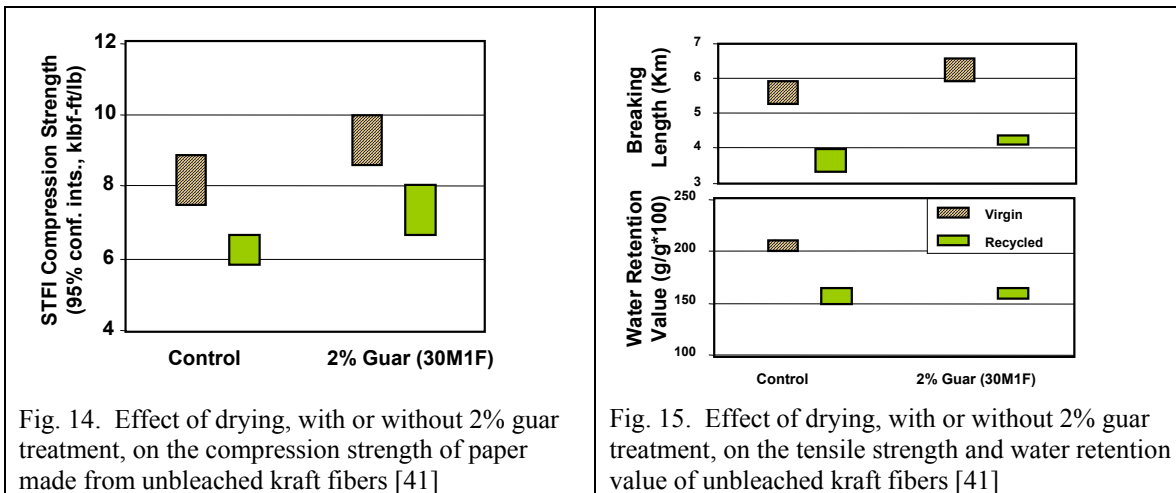 12
10
8
6
4
STFI Compression Strength
(95% conf. ints., klbf-ft/lb)
Control
2% Guar (30M1F)
Fig. 14. Effect of drying, with or without 2% guar
treatment, on the compression strength of paper
made from unbleached kraft fibers [41]
7
6
5
4
3
Breaking
Length (Km)
250
200
150
100
Water Retention
Value (g/g*100)
Virgin
Recycled
Control
2% Guar (30M1F)
Fig. 15. Effect of drying, with or without 2% guar
treatment, on the tensile strength and water retention
value of unbleached kraft fibers [41]